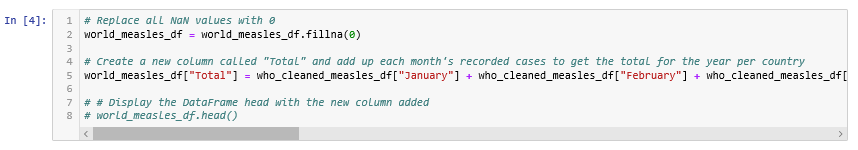 In [4]:
1 # Replace all NaN values with 0
2 world_measles_df = world_measles_df.fillna(0)
3
4 # Create a new column called "Total" and add up each month's recorded cases to get the total for the year per country
5 world_measles_df["Total"] = who_cleaned_measles_df["January"] + who_cleaned_measles_df["February"] + who_cleaned_measles_df[
6
7 # # Display the DataFrame head with the new column added
8 # world_measles_df.head()